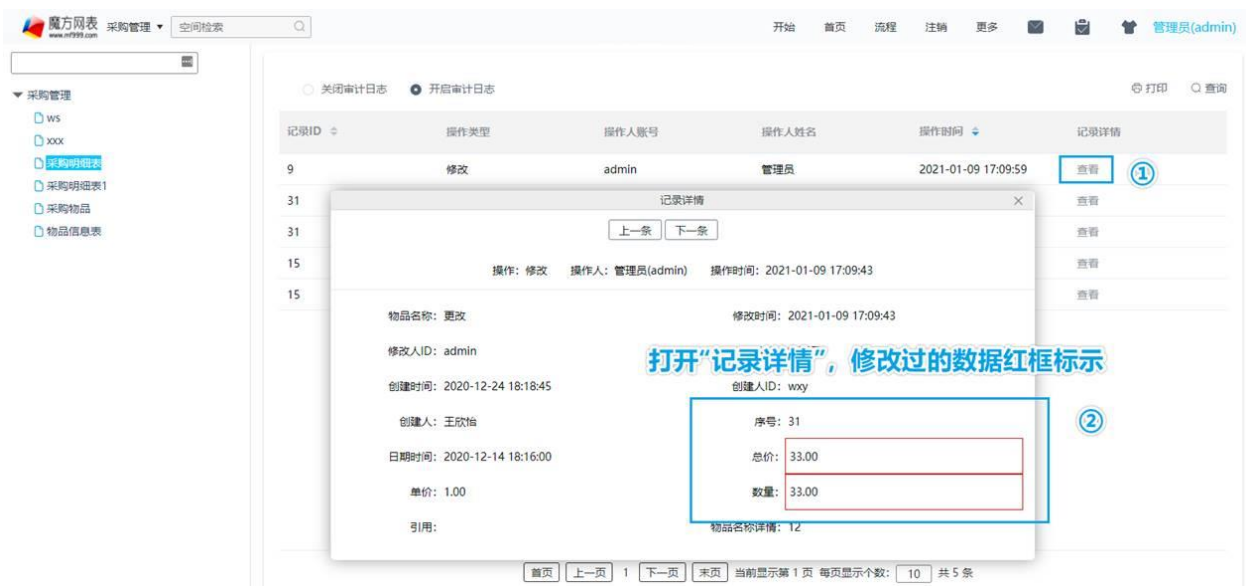 魔方网表 www.mf999.com 采购管理 ▼ 空间检索 开始 首页 流程 注销 更多 管理员(admin)
采购管理
ws
xxx
采购明细表
采购明细表1
采购物品
物品信息表
关闭审计日志 开启审计日志 打印 查询
记录ID 操作类型 操作人账号 操作人姓名 操作时间 记录详情
9 修改 admin 管理员 2021-01-09 17:09:59 查看 ①
31 查看
31 查看
15 查看
15 查看
记录详情
上一条 下一条
操作：修改 操作人：管理员(admin) 操作时间：2021-01-09 17:09:43
物品名称：更改 修改时间：2021-01-09 17:09:43
修改人ID：admin
打开“记录详情”，修改过的数据红框标示
创建时间：2020-12-24 18:18:45 创建人ID：wxy
创建人：王欣怡 序号：31 ②
日期时间：2020-12-14 18:16:00 总价：33.00
单价：1.00 数量：33.00
引用： 物品名称详情：12
首页 上一页 1 下一页 末页 当前显示第 1 页 每页显示个数： 10 共 5 条